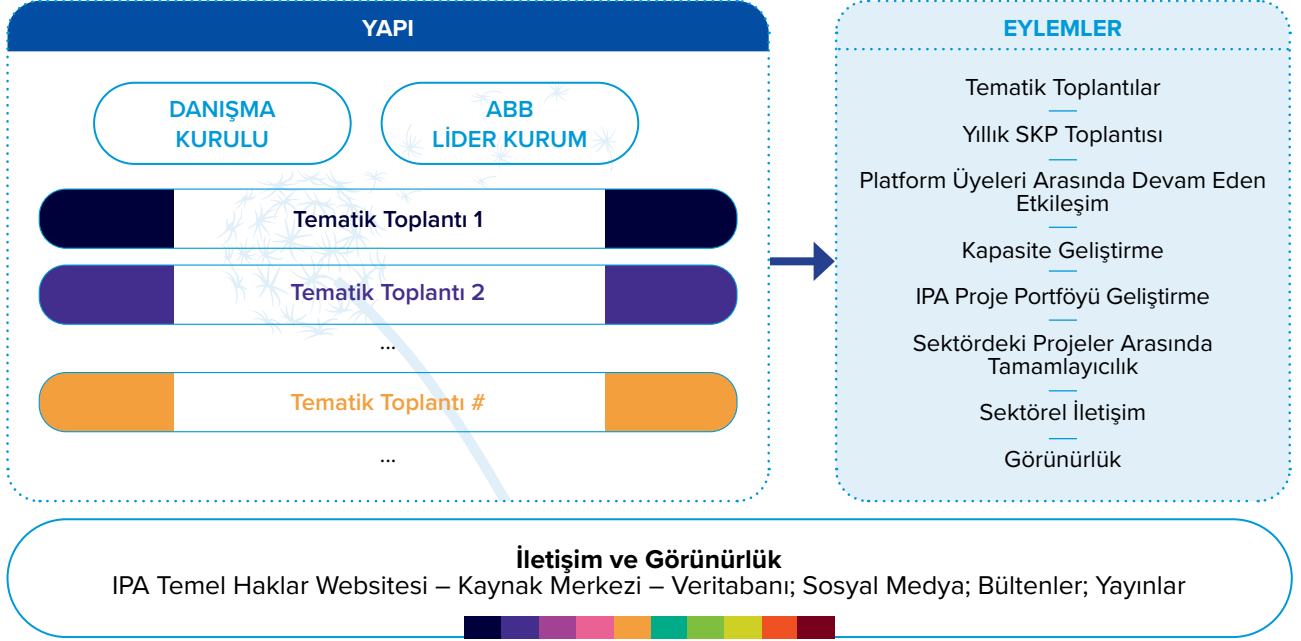 YAPI
DANIŞMA
KURULU
ABB
LİDER KURUM
Tematik Toplantı 1
Tematik Toplantı 2
...
Tematik Toplantı #
...
EYLEMLER
Tematik Toplantılar
Yıllık SKP Toplantısı
Platform Üyeleri Arasında Devam Eden
Etkileşim
Kapasite Geliştirme
IPA Proje Portföyü Geliştirme
Sektördeki Projeler Arasında
Tamamlayıcılık
Sektörel İletişim
Görünürlük
İletişim ve Görünürlük
IPA Temel Haklar Websitesi – Kaynak Merkezi – Veritabanı; Sosyal Medya; Bültenler; Yayınlar